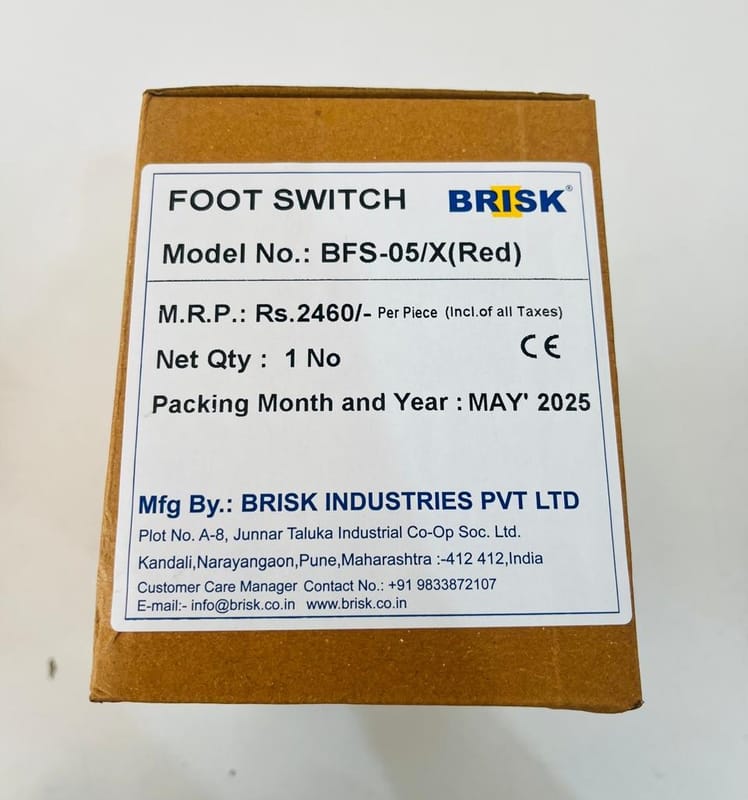 FOOT SWITCH BRISK®
Model No.: BFS-05/X(Red)
M.R.P.: Rs.2460/- Per Piece (Incl.of all Taxes)
Net Qty : 1 No CE
Packing Month and Year : MAY' 2025
Mfg By.: BRISK INDUSTRIES PVT LTD
Plot No. A-8, Junnar Taluka Industrial Co-Op Soc. Ltd.
Kandali,Narayangaon,Pune,Maharashtra :-412 412,India
Customer Care Manager Contact No.: +91 9833872107
E-mail:- info@brisk.co.in www.brisk.co.in